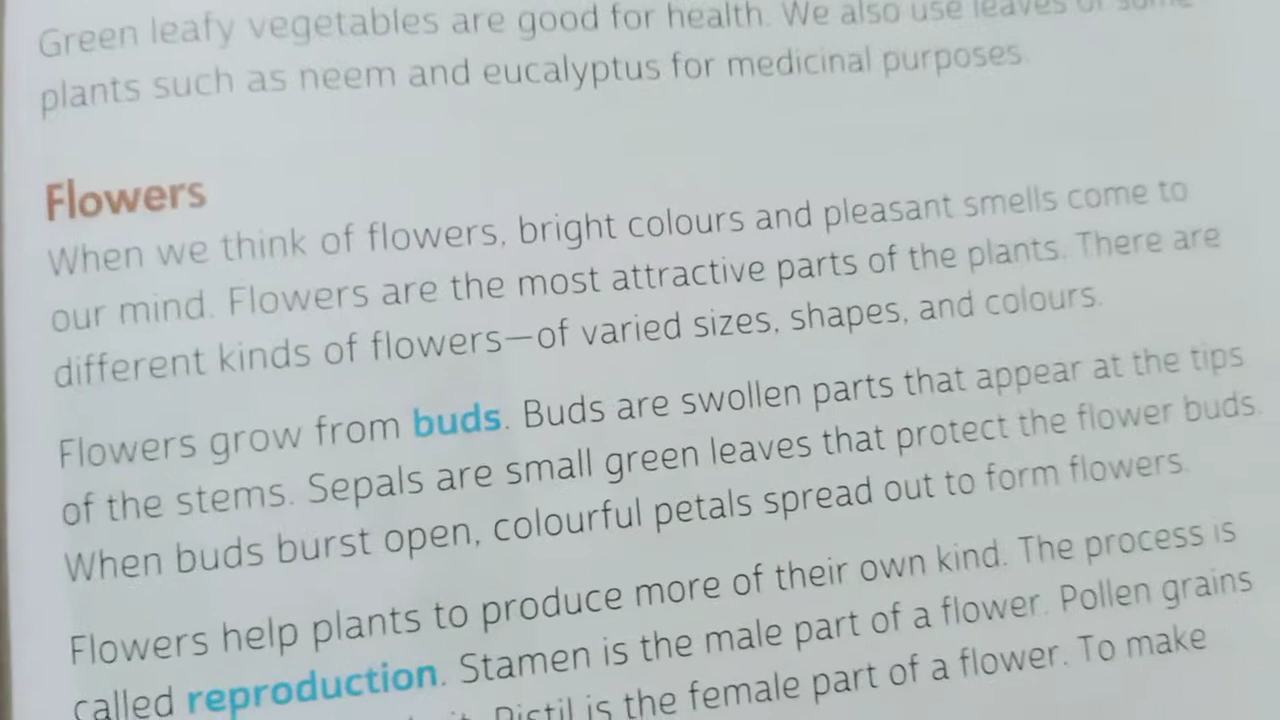 Green leafy vegetables are good for health. We also use leaves of some
plants such as neem and eucalyptus for medicinal purposes.
Flowers
When we think of flowers, bright colours and pleasant smells come to
our mind. Flowers are the most attractive parts of the plants. There are
different kinds of flowers—of varied sizes, shapes, and colours.
Flowers grow from buds. Buds are swollen parts that appear at the tips
of the stems. Sepals are small green leaves that protect the flower buds.
When buds burst open, colourful petals spread out to form flowers.
Flowers help plants to produce more of their own kind. The process is
called reproduction. Stamen is the male part of a flower. Pollen grains
Pistil is the female part of a flower. To make